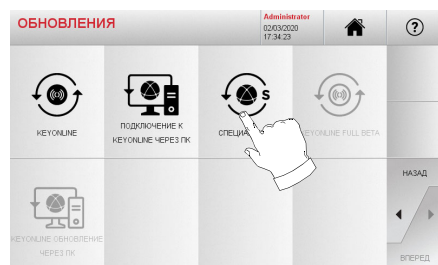 ОБНОВЛЕНИЯ
Administrator
02/03/2020
17:34:23
?
KEYONLINE
ПОДКЛЮЧЕНИЕ К
KEYONLINE ЧЕРЕЗ ПК
S
СПЕЦИА
KEYONLINE FULL BETA
KEYONLINE ОБНОВЛЕНИЕ
ЧЕРЕЗ ПК
НАЗАД
ВПЕРЕД